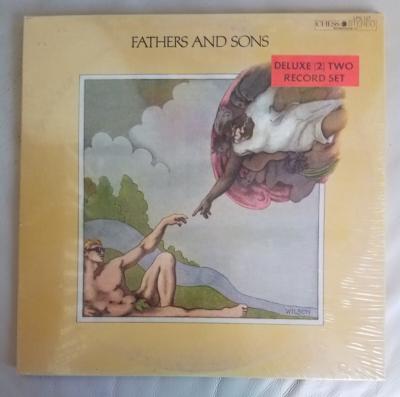 CHESS STEREO
FATHERS AND SONS
DELUXE (2) TWO
RECORD SET
WILSON